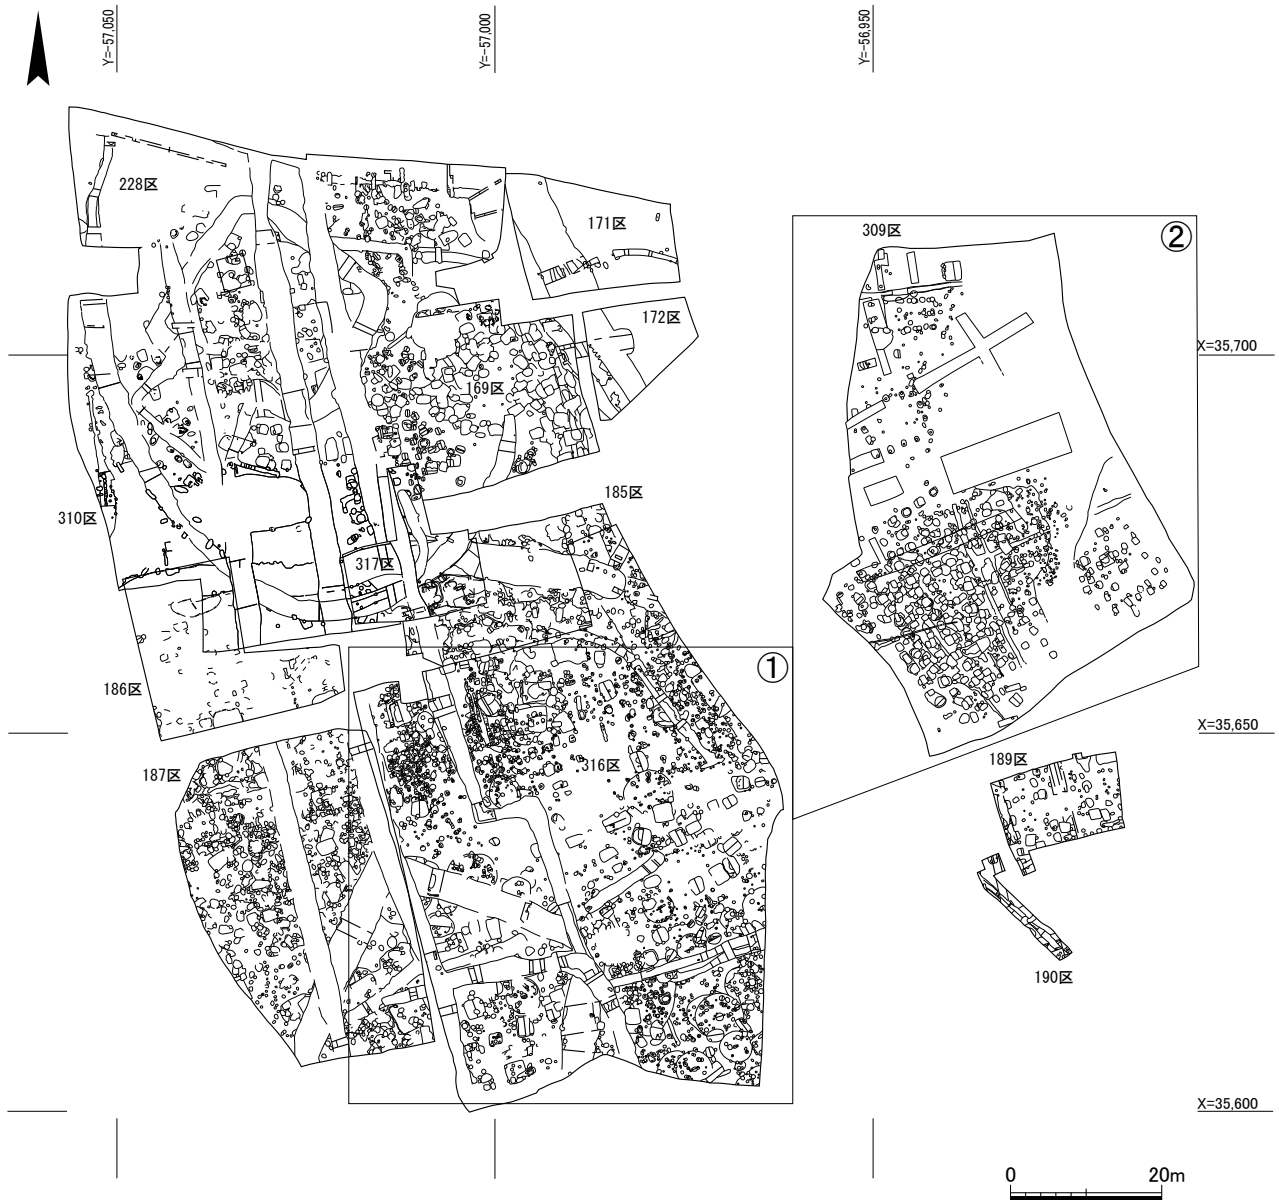 Y=-57,050
Y=-57,000
Y=-56,950
228区
171区
309区
②
172区
X=35,700
169区
185区
310区
317区
①
186区
X=35,650
187区
316区
189区
190区
X=35,600
0
20m